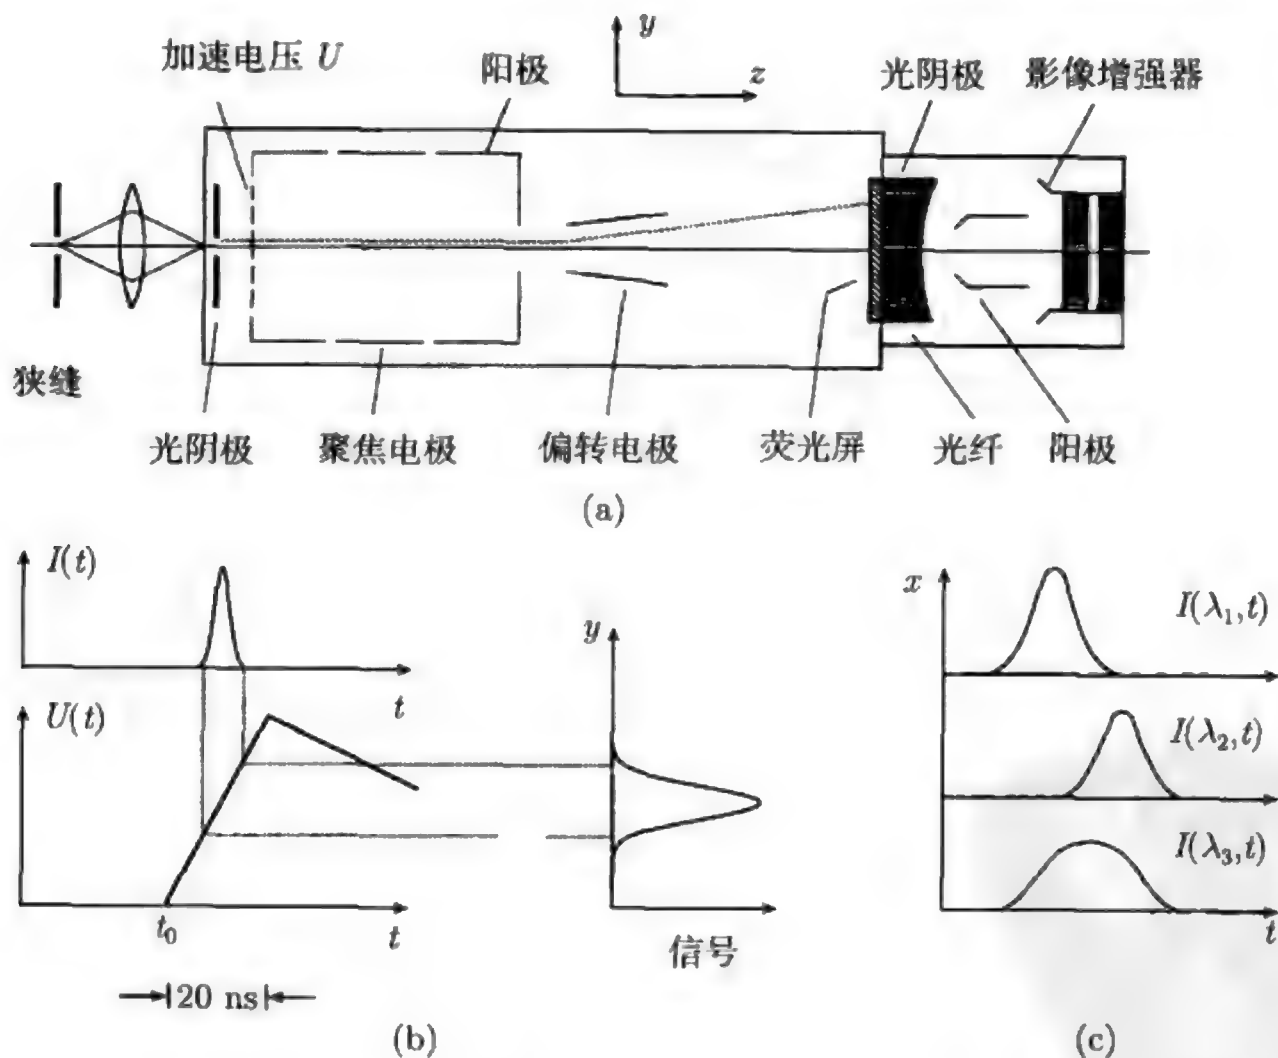 加速电压 U
阳极
y
z
光阴极
影像增强器
狭缝
光阴极
聚焦电极
偏转电极
荧光屏
光纤
阳极
(a)
I(t)
t
U(t)
t₀
t
20 ns
y
信号
(b)
x
I(λ₁,t)
I(λ₂,t)
I(λ₃,t)
t
(c)